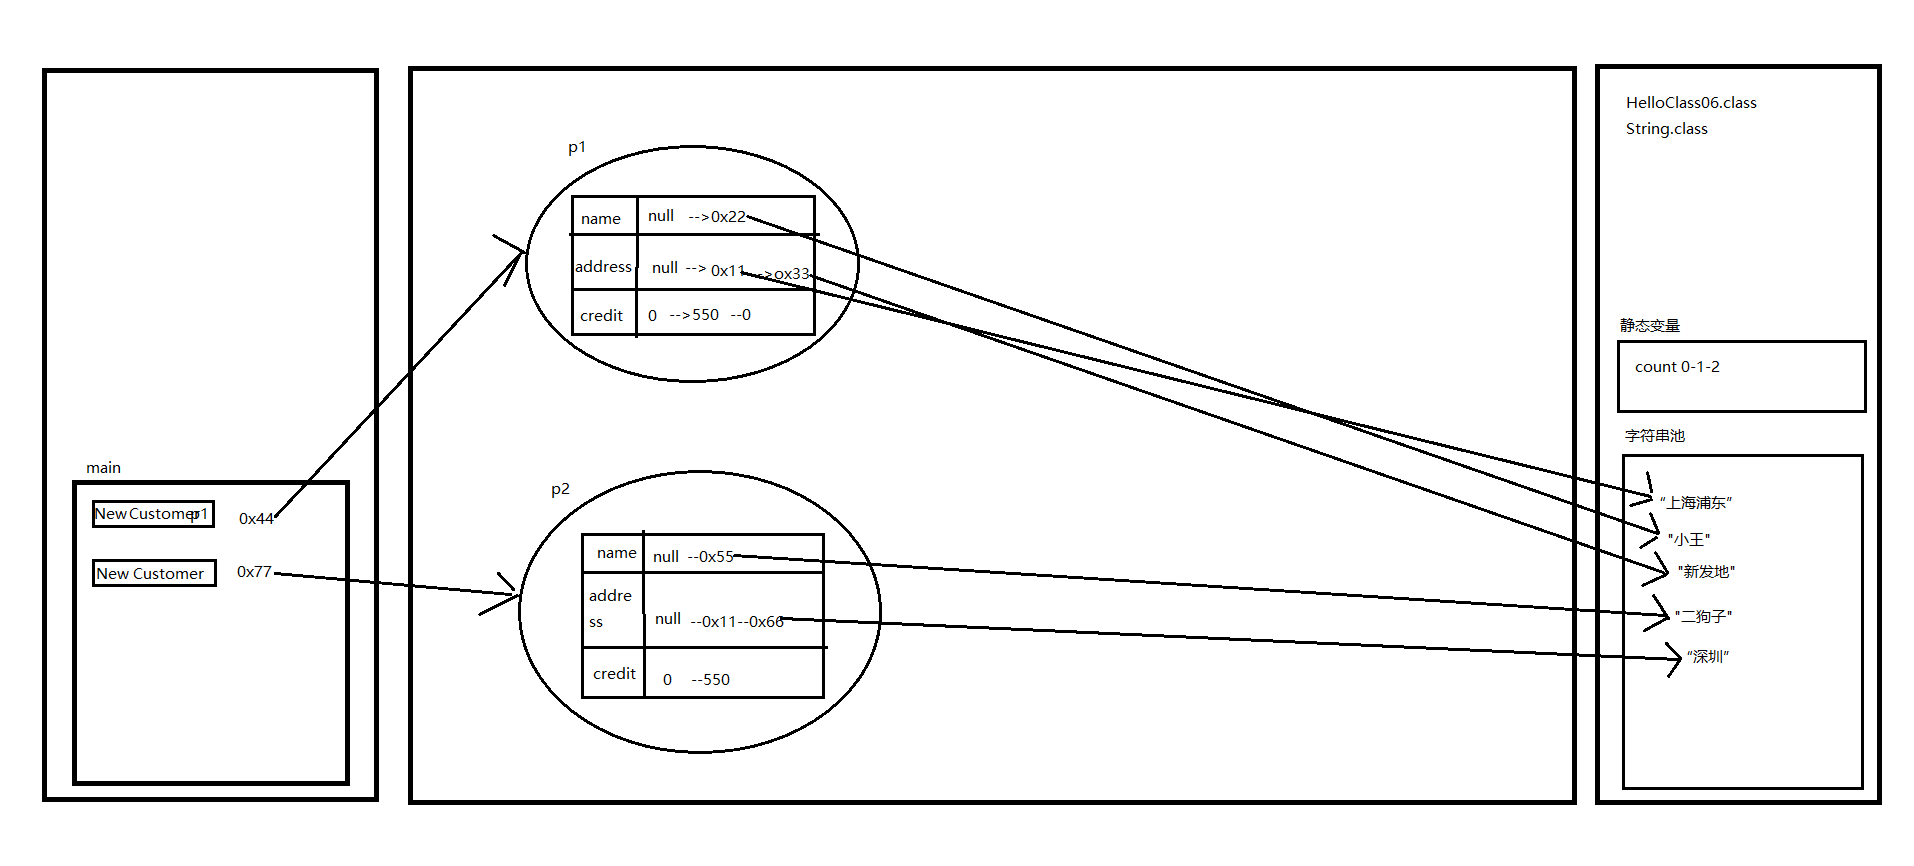 main
New Customer p1
0x44
New Customer
0x77
p1
name
null -->0x22
address
null --> 0x11 -->ox33
credit
0 -->550 --0
p2
name
null --0x55
addre
ss
null --0x11--0x66
credit
0 --550
HelloClass06.class
String.class
静态变量
count 0-1-2
字符串池
“上海浦东”
"小王"
"新发地"
"二狗子"
“深圳”